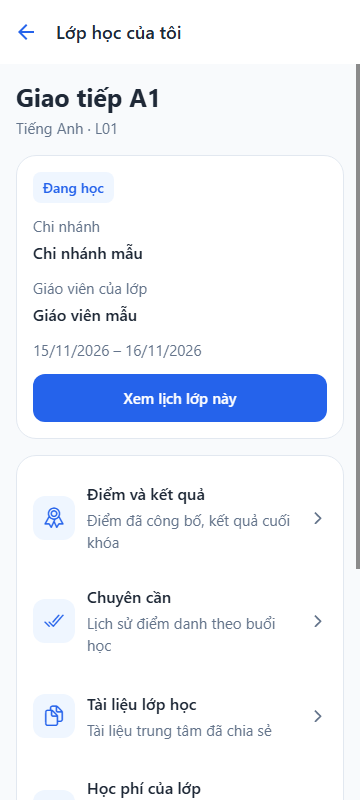 Lớp học của tôi
Giao tiếp A1
Tiếng Anh · L01
Đang học
Chi nhánh
Chi nhánh mẫu
Giáo viên của lớp
Giáo viên mẫu
15/11/2026 – 16/11/2026
Xem lịch lớp này
Điểm và kết quả
Điểm đã công bố, kết quả cuối
khóa
Chuyên cần
Lịch sử điểm danh theo buổi
học
Tài liệu lớp học
Tài liệu trung tâm đã chia sẻ
Học phí của lớp